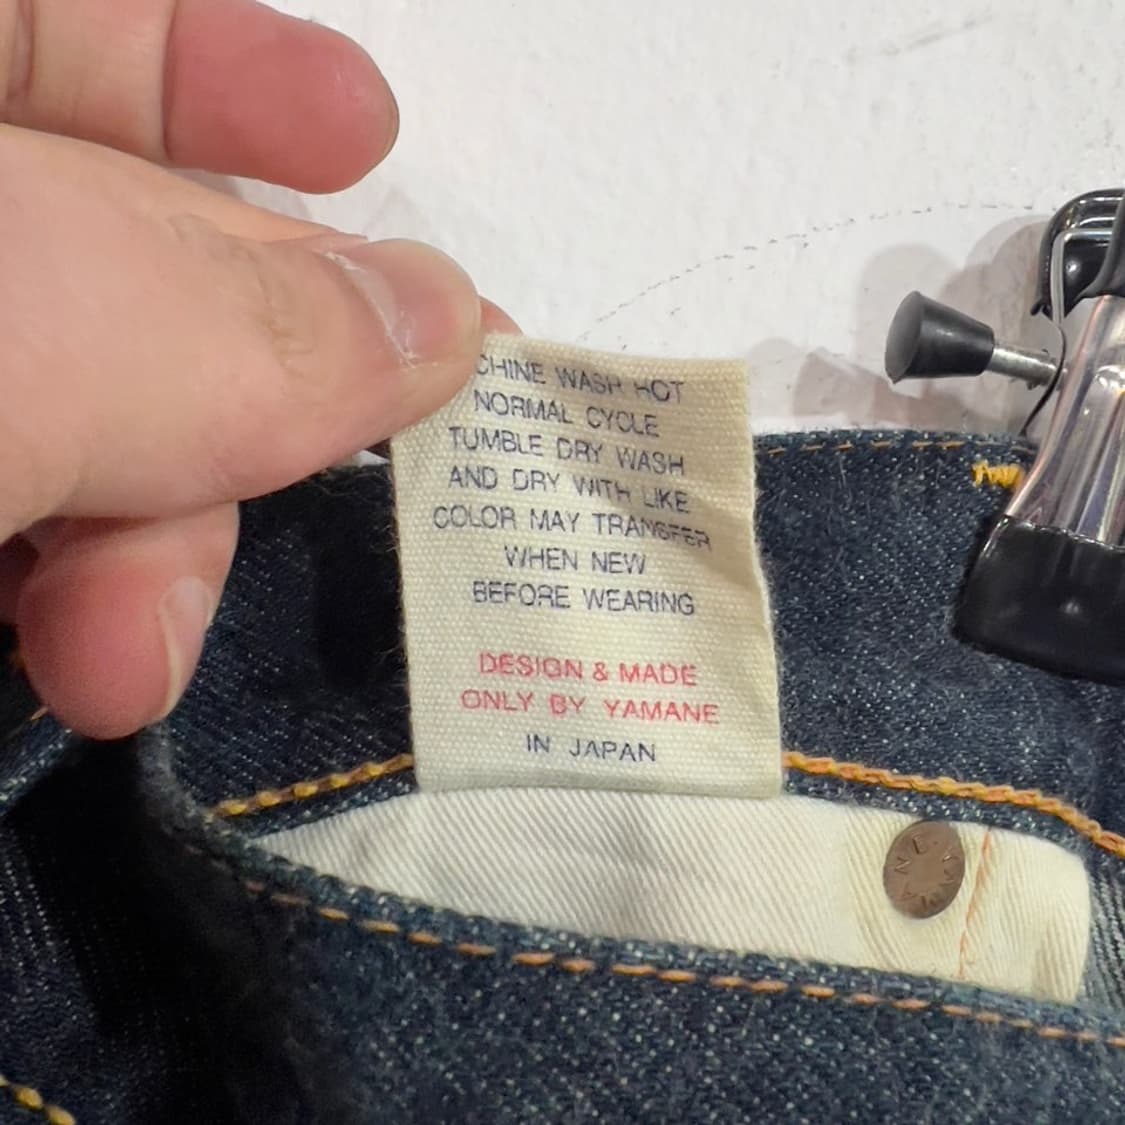 CHINE WASH HOT
NORMAL CYCLE
TUMBLE DRY WASH
AND DRY WITH LIKE
COLOR MAY TRANSFER
WHEN NEW
BEFORE WEARING
DESIGN & MADE
ONLY BY YAMANE
IN JAPAN